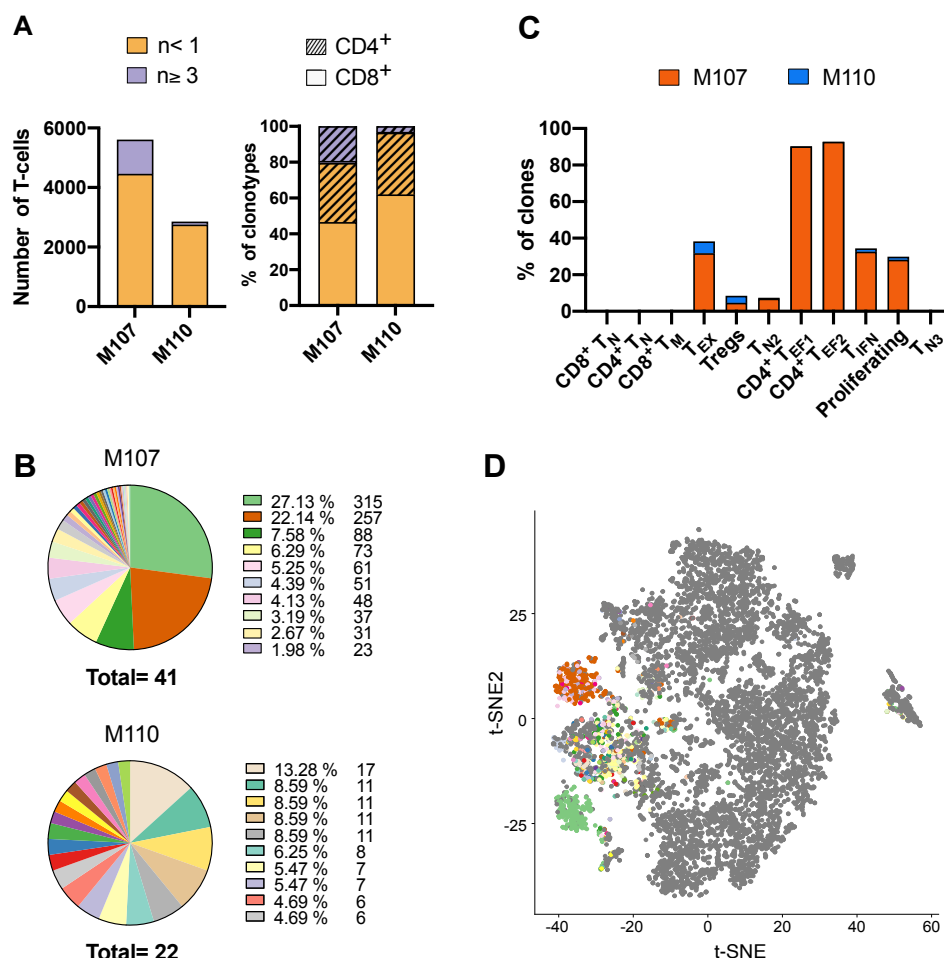 A
n< 1
n≥ 3
CD4+
CD8+
Number of T-cells
6000
4000
2000
0
M107
M110
% of clonotypes
100
80
60
40
20
0
M107
M110
C
M107
M110
% of clones
100
80
60
40
20
0
CD8+ TN
CD4+ TN
CD8+ TM
TEX
Tregs
TN2
CD4+ TEF1
CD4+ TEF2
TIFN
Proliferating
TN3
B
M107
27.13 % 315
22.14 % 257
7.58 % 88
6.29 % 73
5.25 % 61
4.39 % 51
4.13 % 48
3.19 % 37
2.67 % 31
1.98 % 23
Total= 41
M110
13.28 % 17
8.59 % 11
8.59 % 11
8.59 % 11
8.59 % 11
6.25 % 8
5.47 % 7
5.47 % 7
4.69 % 6
4.69 % 6
Total= 22
D
t-SNE2
25
0
-25
-40
-20
0
20
40
60
t-SNE